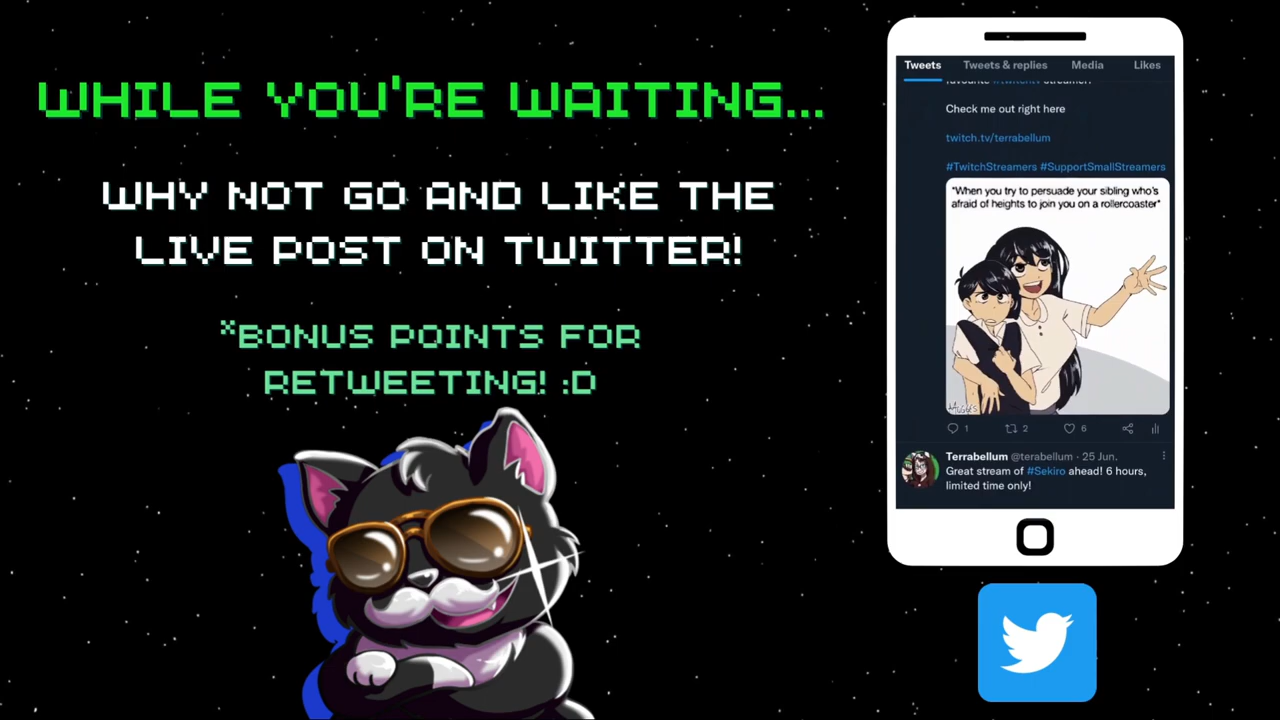 WHILE YOU'RE WAITING...
WHY NOT GO AND LIKE THE
LIVE POST ON TWITTER!
*BONUS POINTS FOR
RETWEETING! :D
Tweets Tweets & replies Media Likes
streamer!
Check me out right here
twitch.tv/terrabellum
#TwitchStreamers #SupportSmallStreamers
"When you try to persuade your sibling who's
afraid of heights to join you on a rollercoaster"
1 2 6
Terrabellum @terabellum · 25 Jun.
Great stream of #Sekiro ahead! 6 hours,
limited time only!